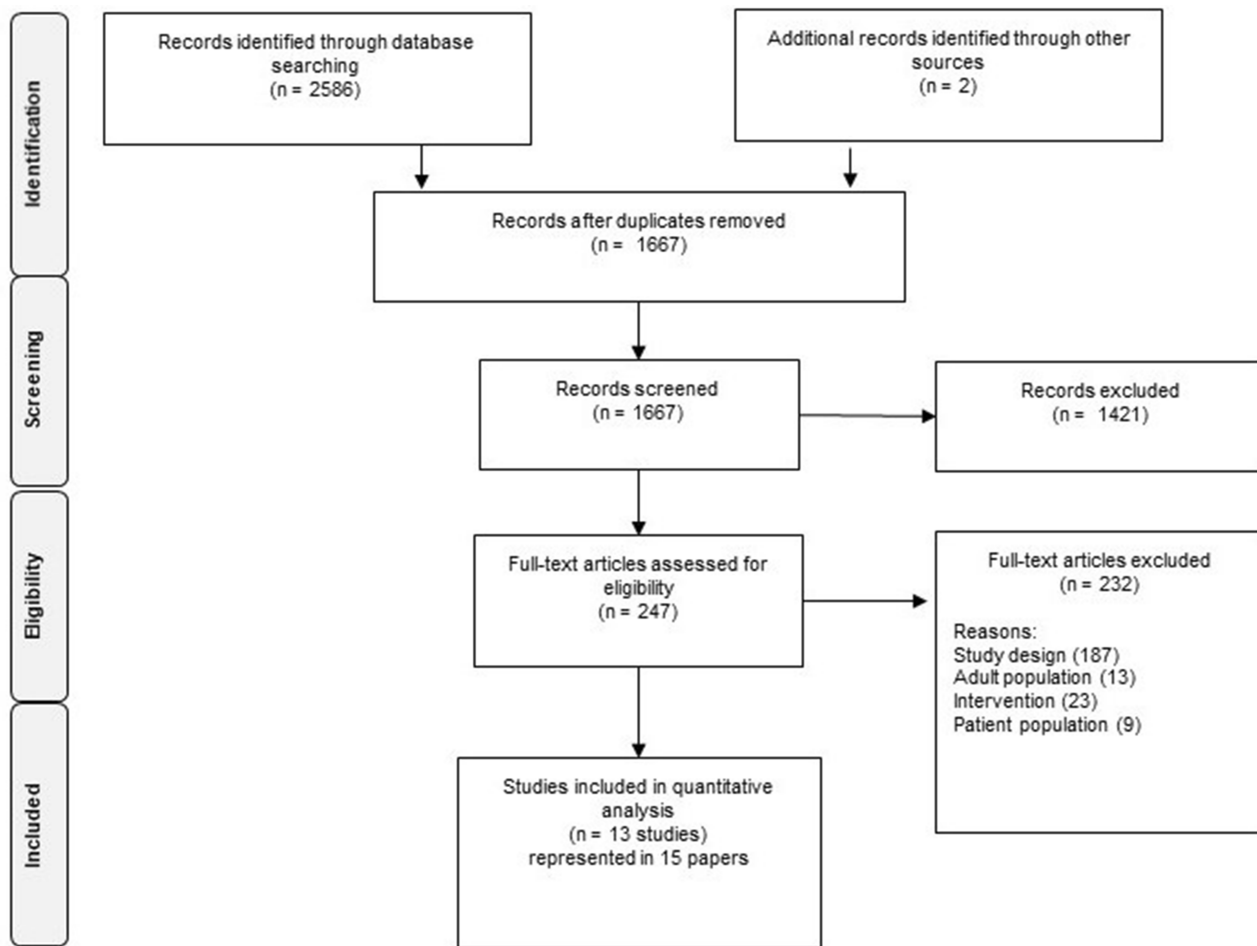 Identification
Records identified through database
searching
(n = 2586)
Additional records identified through other
sources
(n = 2)
Records after duplicates removed
(n = 1667)
Screening
Records screened
(n = 1667)
Records excluded
(n = 1421)
Eligibility
Full-text articles assessed for
eligibility
(n = 247)
Full-text articles excluded
(n = 232)
Reasons:
Study design (187)
Adult population (13)
Intervention (23)
Patient population (9)
Included
Studies included in quantitative
analysis
(n = 13 studies)
represented in 15 papers